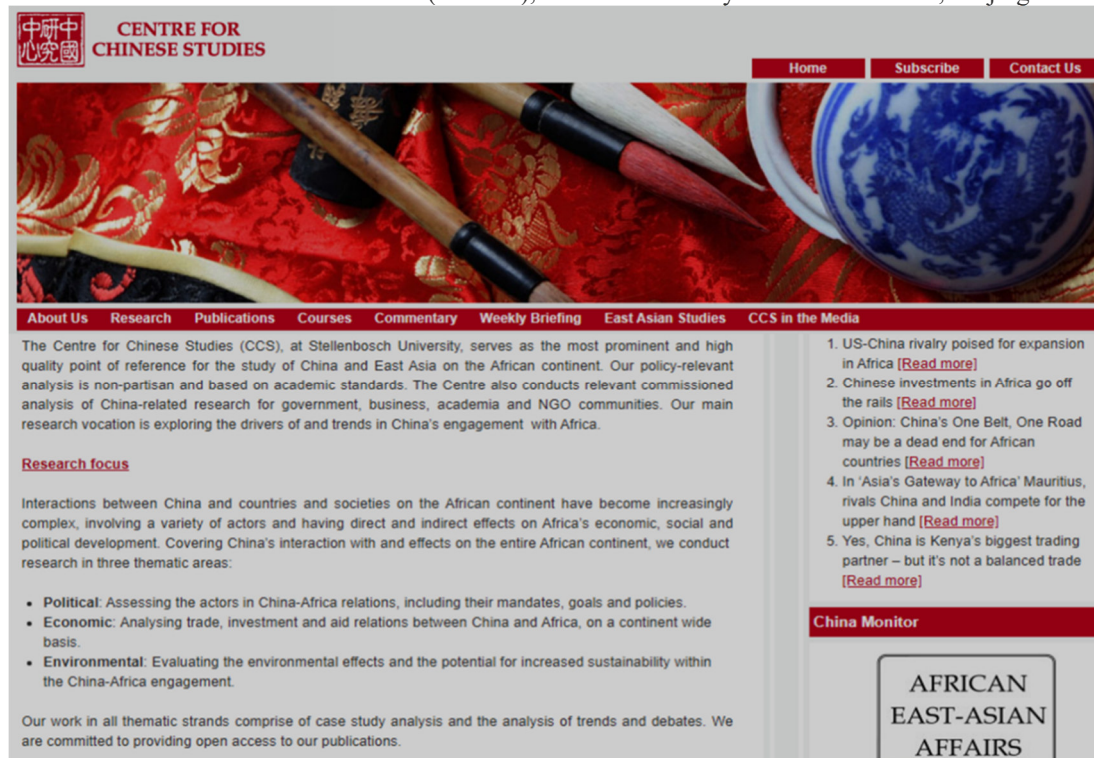 中研中
心究國
CENTRE FOR
CHINESE STUDIES
Home
Subscribe
Contact Us
About Us
Research
Publications
Courses
Commentary
Weekly Briefing
East Asian Studies
CCS in the Media
The Centre for Chinese Studies (CCS), at Stellenbosch University, serves as the most prominent and high
quality point of reference for the study of China and East Asia on the African continent. Our policy-relevant
analysis is non-partisan and based on academic standards. The Centre also conducts relevant commissioned
analysis of China-related research for government, business, academia and NGO communities. Our main
research vocation is exploring the drivers of and trends in China's engagement with Africa.
Research focus
Interactions between China and countries and societies on the African continent have become increasingly
complex, involving a variety of actors and having direct and indirect effects on Africa's economic, social and
political development. Covering China's interaction with and effects on the entire African continent, we conduct
research in three thematic areas:
• Political: Assessing the actors in China-Africa relations, including their mandates, goals and policies.
• Economic: Analysing trade, investment and aid relations between China and Africa, on a continent wide
basis.
• Environmental: Evaluating the environmental effects and the potential for increased sustainability within
the China-Africa engagement.
Our work in all thematic strands comprise of case study analysis and the analysis of trends and debates. We
are committed to providing open access to our publications.
1. US-China rivalry poised for expansion
in Africa [Read more]
2. Chinese investments in Africa go off
the rails [Read more]
3. Opinion: China's One Belt, One Road
may be a dead end for African
countries [Read more]
4. In 'Asia's Gateway to Africa' Mauritius,
rivals China and India compete for the
upper hand [Read more]
5. Yes, China is Kenya's biggest trading
partner – but it's not a balanced trade
[Read more]
China Monitor
AFRICAN
EAST-ASIAN
AFFAIRS